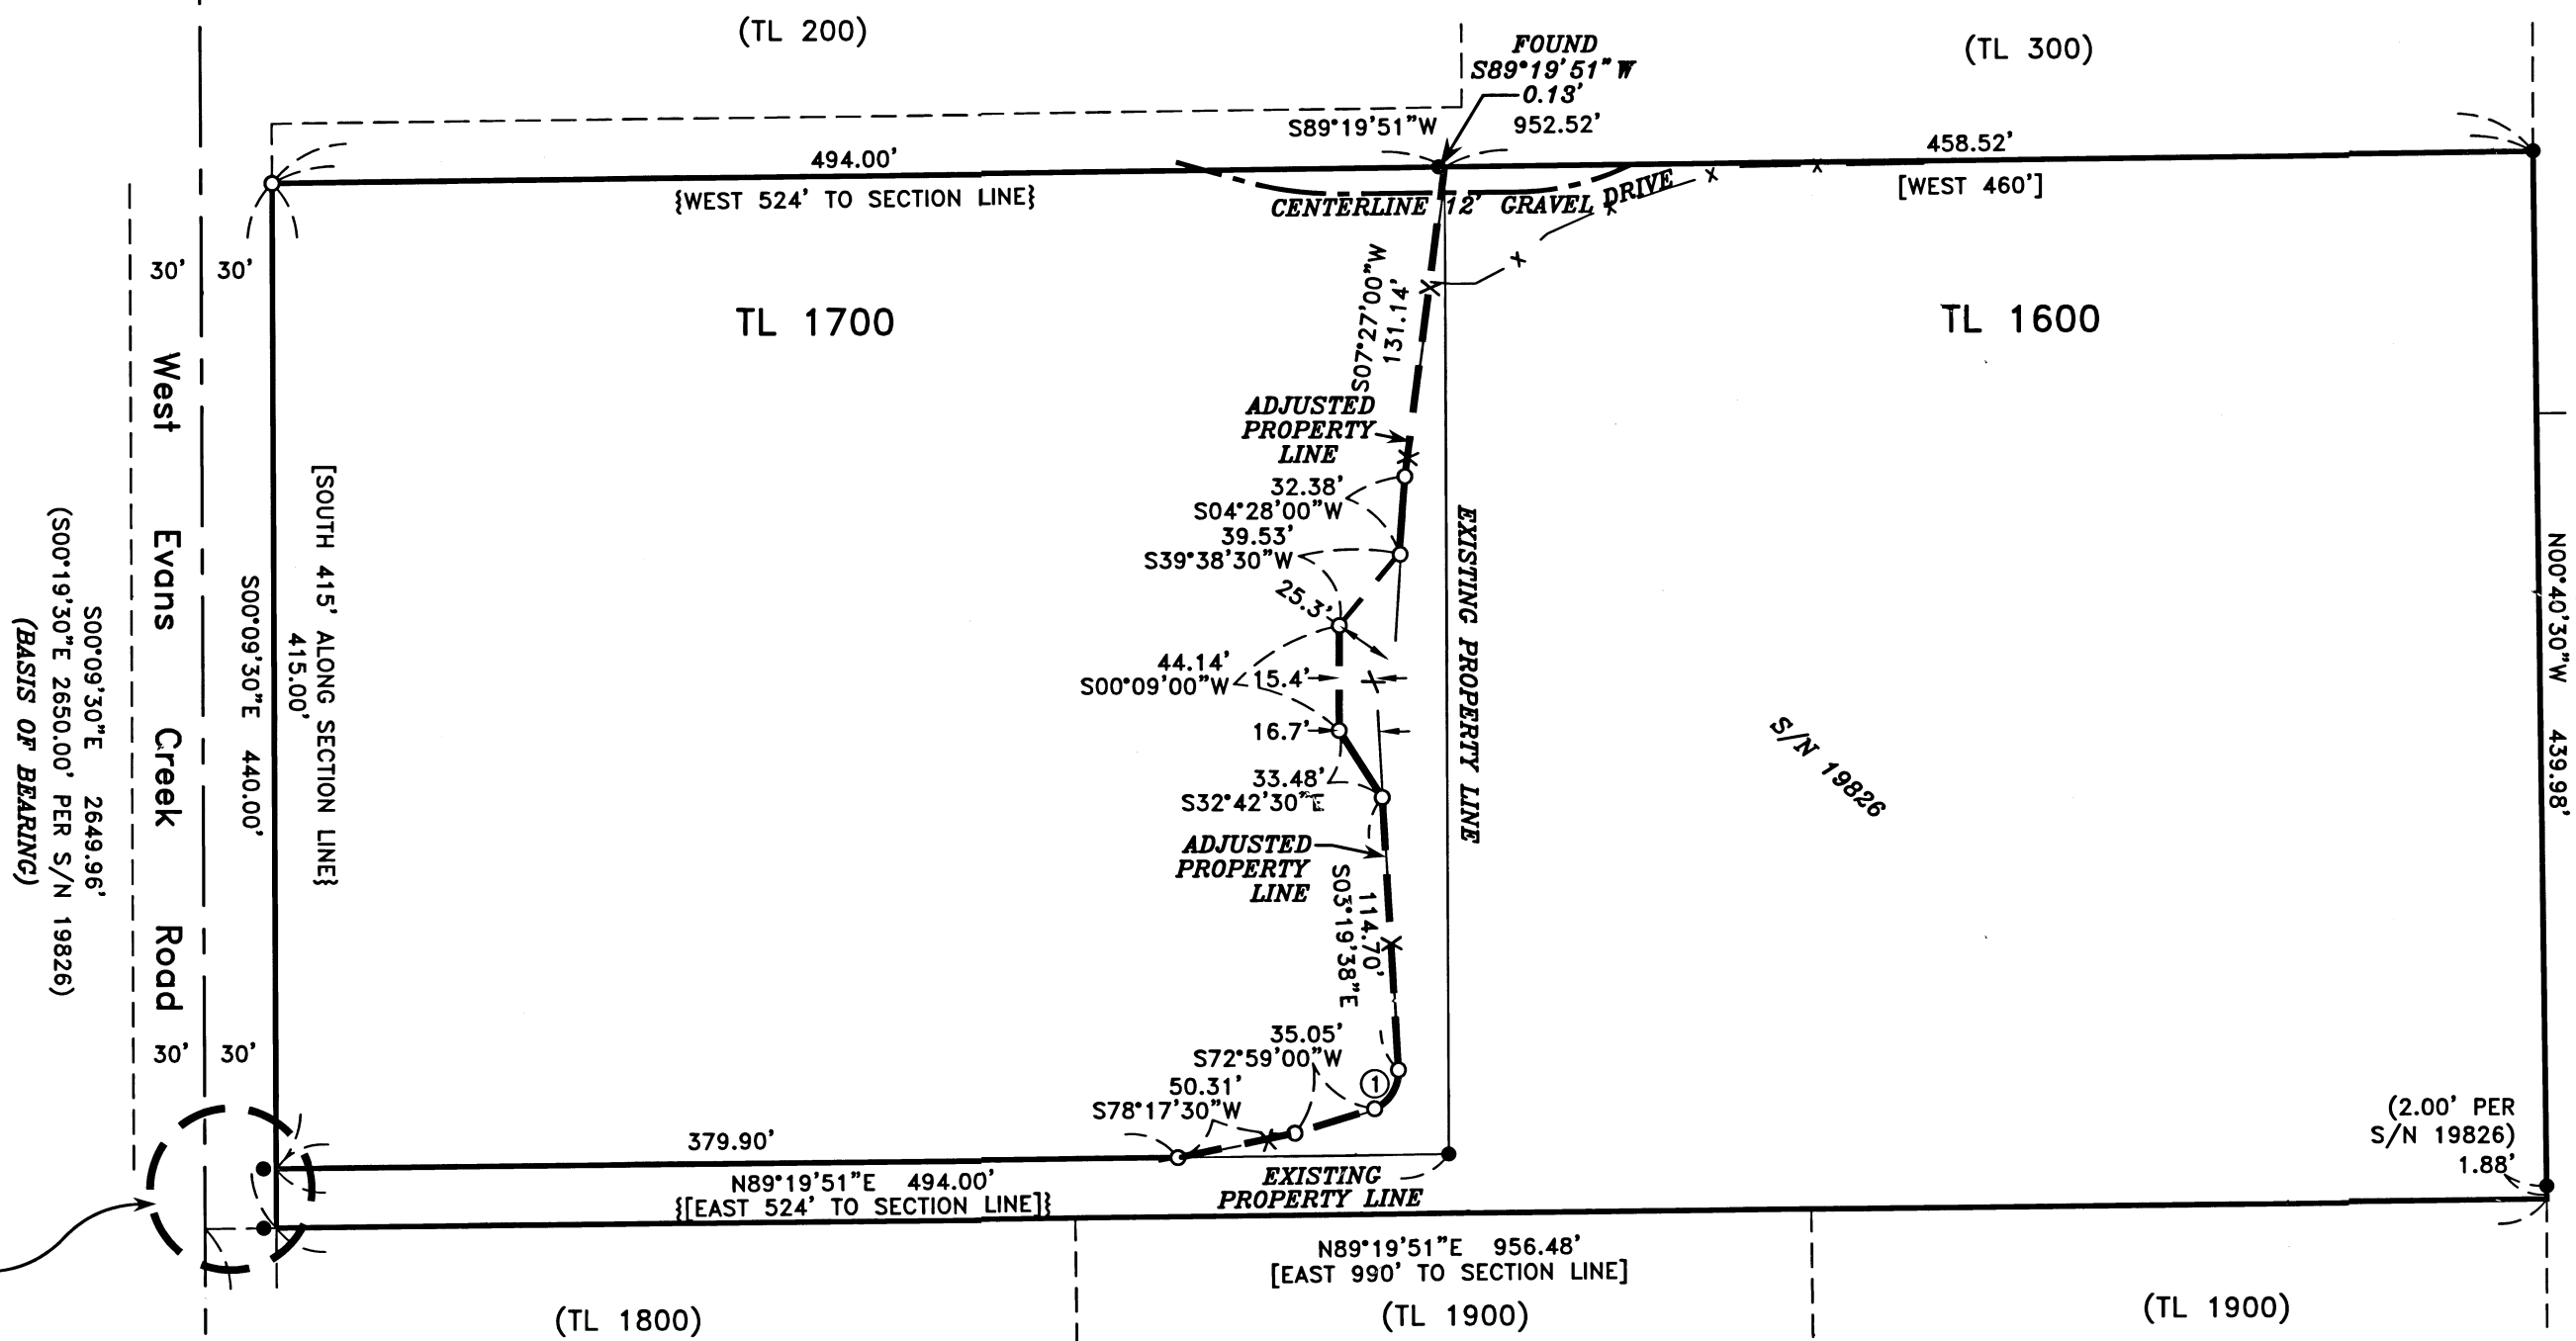 (TL 200)
FOUND
S89°19'51"W
0.13'
(TL 300)
S89°19'51"W 952.52'
494.00'
458.52'
{WEST 524' TO SECTION LINE}
CENTERLINE 12' GRAVEL DRIVE
[WEST 460']
30' 30'
TL 1700
TL 1600
S07°27'00"W
131.14'
ADJUSTED
PROPERTY
LINE
32.38'
S04°28'00"W
39.53'
S39°38'30"W
25.3'
44.14'
S00°09'00"W
15.4'
16.7'
33.48'
S32°42'30"E
ADJUSTED
PROPERTY
LINE
S03°19'38"E
114.70'
EXISTING PROPERTY LINE
S/N 19826
N00°40'30"W 439.98'
West Evans Creek Road
[SOUTH 415' ALONG SECTION LINE}
415.00'
S00°09'30"E 440.00'
S00°09'30"E 2649.96'
(S00°19'30"E 2650.00' PER S/N 19826)
(BASIS OF BEARING)
30' 30'
35.05'
S72°59'00"W
1
50.31'
S78°17'30"W
379.90'
N89°19'51"E 494.00'
{[EAST 524' TO SECTION LINE]}
EXISTING
PROPERTY LINE
(2.00' PER
S/N 19826)
1.88'
N89°19'51"E 956.48'
[EAST 990' TO SECTION LINE]
(TL 1800)
(TL 1900)
(TL 1900)